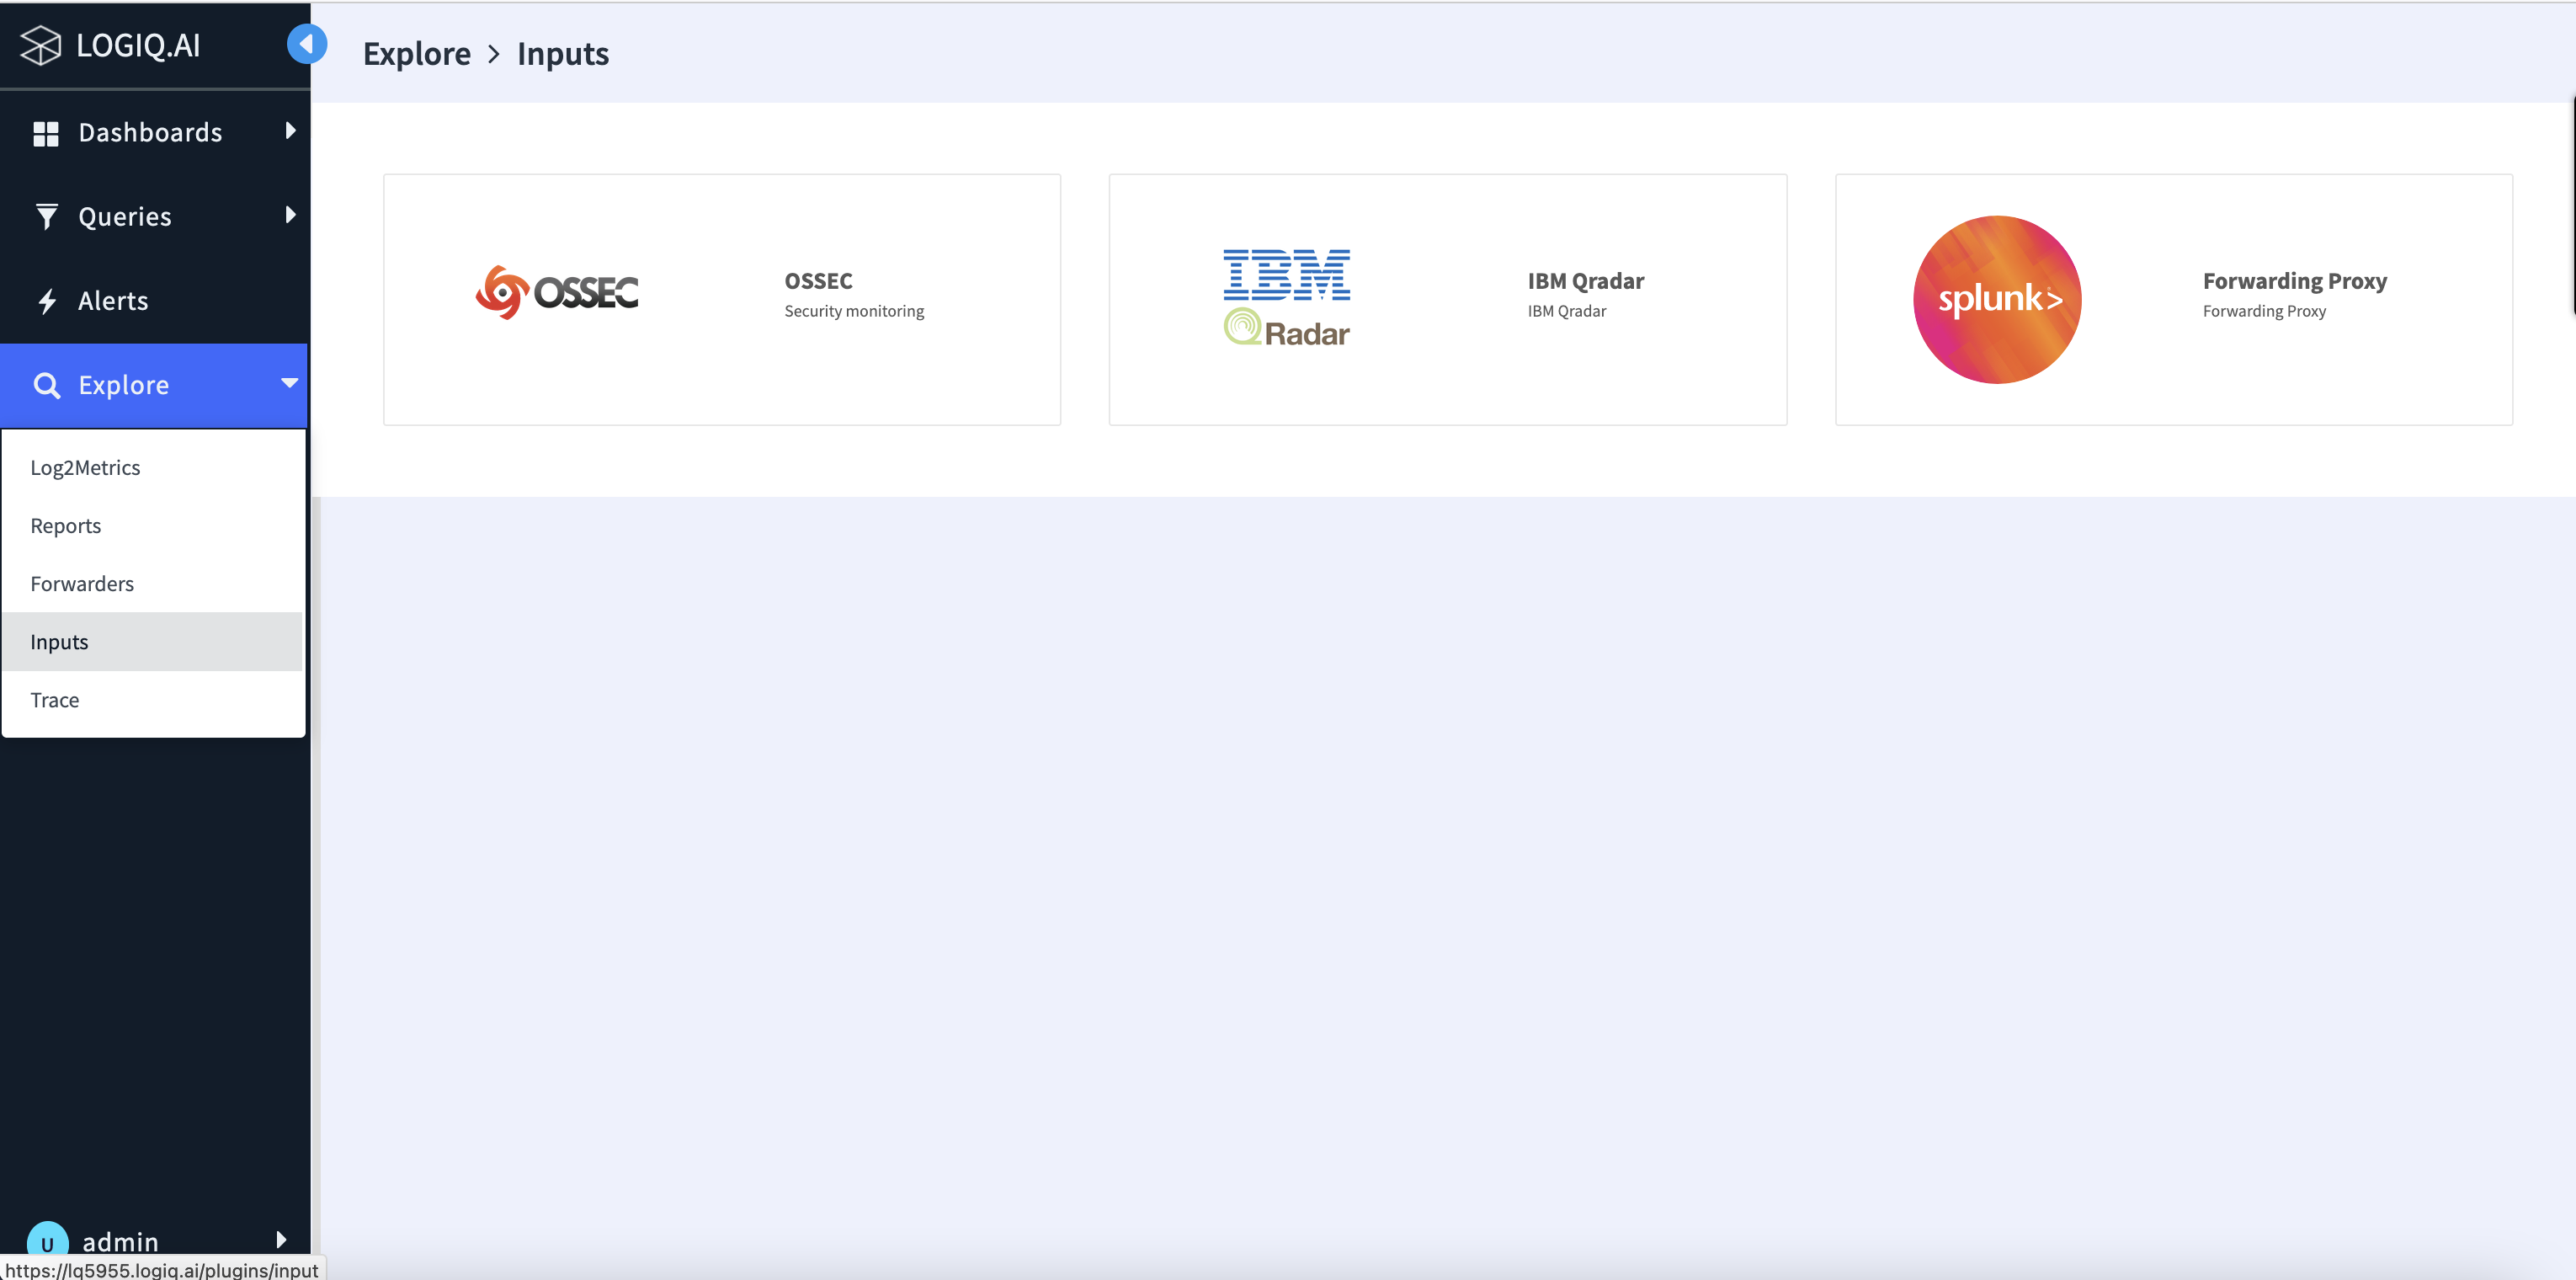 LOGIQ.AI
Explore > Inputs
Dashboards
Queries
Alerts
Explore
Log2Metrics
Reports
Forwarders
Inputs
Trace
OSSEC
OSSEC
Security monitoring
IBM
QRadar
IBM Qradar
IBM Qradar
splunk>
Forwarding Proxy
Forwarding Proxy
U admin
https://lq5955.logiq.ai/plugins/input